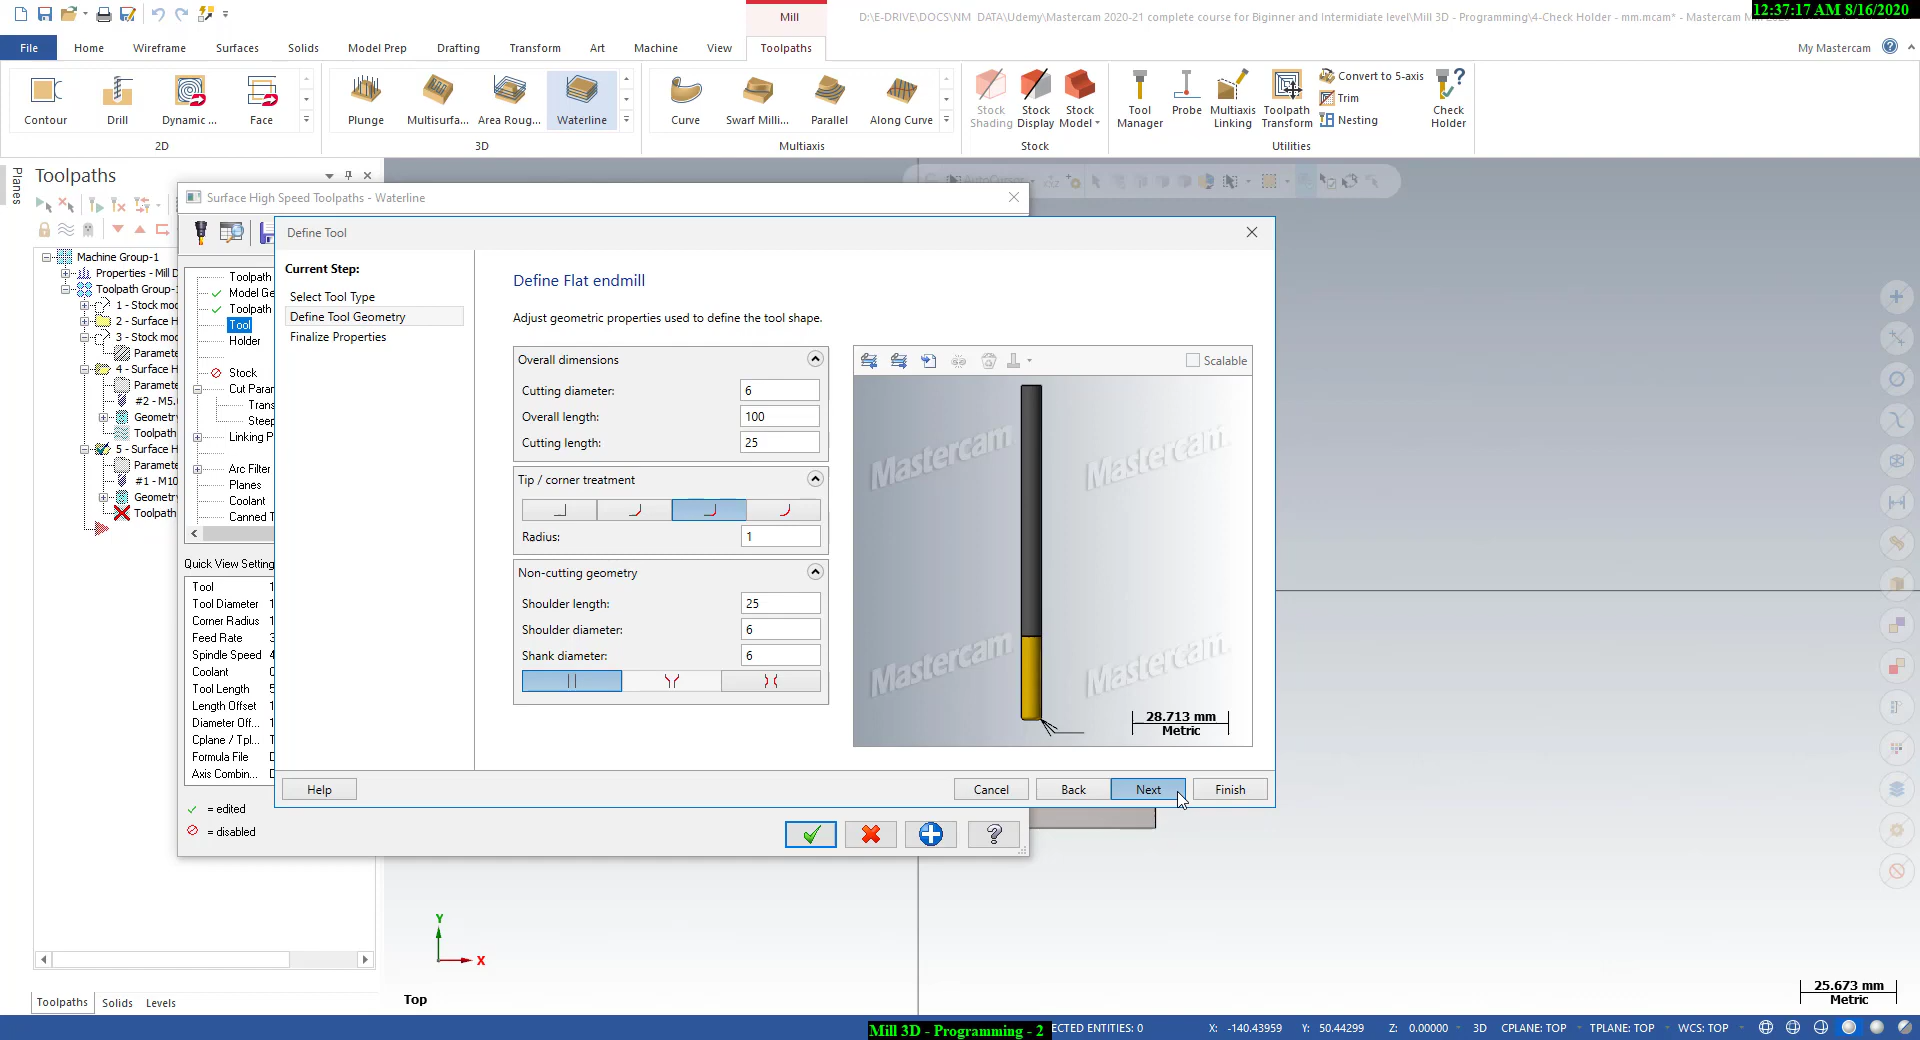 Mill
D:\E-DRIVE\DOCS\NM DATA\Udemy\Mastercam 2020-21 complete course for Biginner and Intermidiate level\Mill 3D - Programming\4-Check Holder - mm.mcam* - Mastercam
12:37:17 AM 8/16/2020
File Home Wireframe Surfaces Solids Model Prep Drafting Transform Art Machine View Toolpaths My Mastercam
Contour Drill Dynamic ... Face
2D
Plunge Multisurfa... Area Roug... Waterline
3D
Curve Swarf Milli... Parallel Along Curve
Multiaxis
Stock Shading
Stock Display
Stock Model
Stock
Tool Manager
Probe
Multiaxis Linking
Toolpath Transform
Convert to 5-axis
Trim
Nesting
Check Holder
Utilities
Planes
Toolpaths
AutoCursor
Machine Group-1
Properties - Mill D
Toolpath Group-
1 - Stock mod
2 - Surface H
3 - Stock mod
Paramete
4 - Surface H
Paramete
#2 - M5.
Geometry
Toolpath
5 - Surface H
Paramete
#1 - M10
Geometry
Toolpath
Surface High Speed Toolpaths - Waterline
Toolpath
Model Ge
Toolpath
Tool
Holder
Stock
Cut Parar
Trans
Steep
Linking P
Arc Filter
Planes
Coolant
Canned T
Quick View Setting
Tool 1
Tool Diameter 1
Corner Radius 1
Feed Rate 3
Spindle Speed 4
Coolant
Tool Length 5
Length Offset 1
Diameter Off... 1
Cplane / Tpl... T
Formula File D
Axis Combin... D
= edited
= disabled
Define Tool
Current Step:
Select Tool Type
Define Tool Geometry
Finalize Properties
Define Flat endmill
Adjust geometric properties used to define the tool shape.
Overall dimensions
Cutting diameter: 6
Overall length: 100
Cutting length: 25
Tip / corner treatment
Radius: 1
Non-cutting geometry
Shoulder length: 25
Shoulder diameter: 6
Shank diameter: 6
Scalable
Mastercam Mastercam
Mastercam Mastercam
28.713 mm
Metric
Help Cancel Back Next Finish
Y
X
Top
25.673 mm
Metric
Toolpaths Solids Levels
Mill 3D - Programming - 2
ECTED ENTITIES: 0 X: -140.43959 Y: 50.44299 Z: 0.00000 3D CPLANE: TOP TPLANE: TOP WCS: TOP